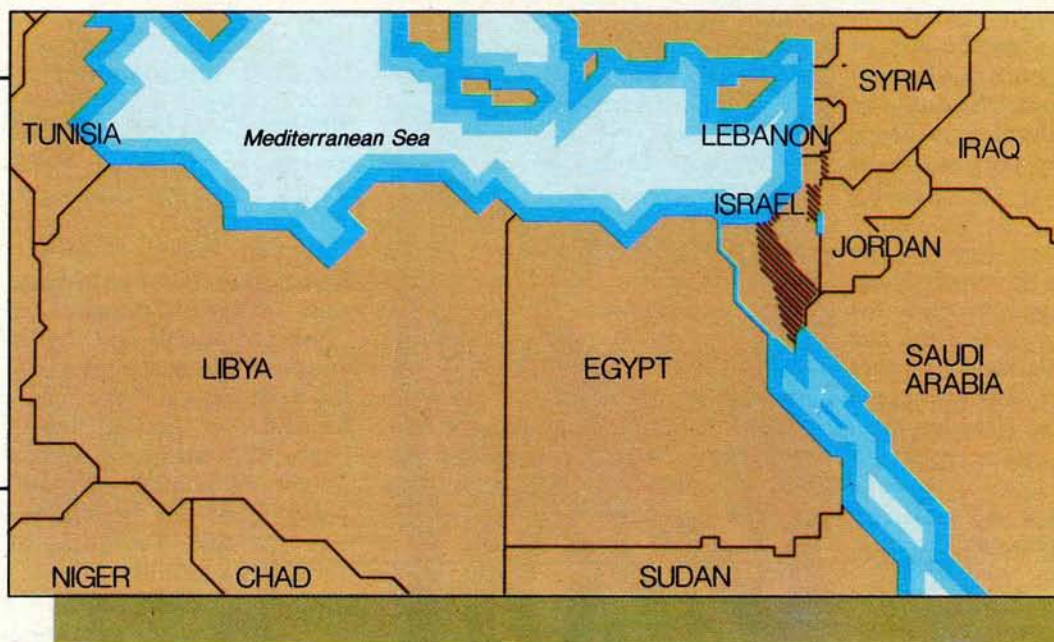 SYRIA
TUNISIA
Mediterranean Sea
LEBANON
IRAQ
ISRAEL
JORDAN
LIBYA
EGYPT
SAUDI
ARABIA
NIGER
CHAD
SUDAN